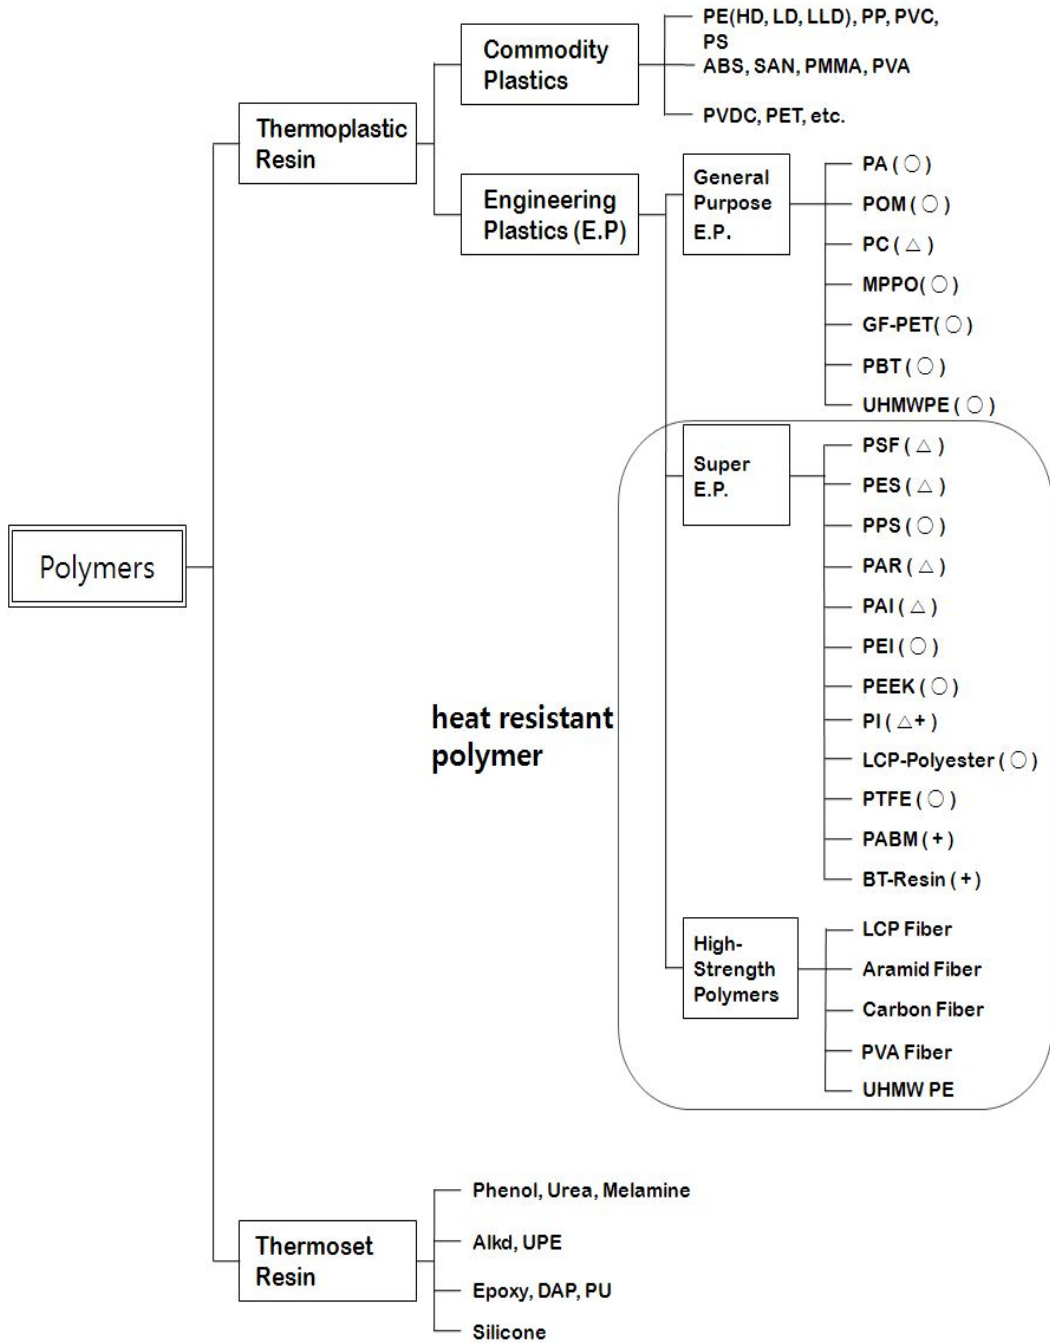 PE(HD, LD, LLD), PP, PVC,
PS
ABS, SAN, PMMA, PVA
PVDC, PET, etc.
Commodity
Plastics
Thermoplastic
Resin
Engineering
Plastics (E.P)
General
Purpose
E.P.
PA ( ○ )
POM ( ○ )
PC ( △ )
MPPO( ○ )
GF-PET( ○ )
PBT ( ○ )
UHMWPE ( ○ )
Super
E.P.
PSF ( △ )
PES ( △ )
PPS ( ○ )
PAR ( △ )
PAI ( △ )
PEI ( ○ )
PEEK ( ○ )
PI ( △+ )
LCP-Polyester ( ○ )
PTFE ( ○ )
PABM ( + )
BT-Resin ( + )
Polymers
heat resistant
polymer
High-
Strength
Polymers
LCP Fiber
Aramid Fiber
Carbon Fiber
PVA Fiber
UHMW PE
Thermoset
Resin
Phenol, Urea, Melamine
Alkd, UPE
Epoxy, DAP, PU
Silicone